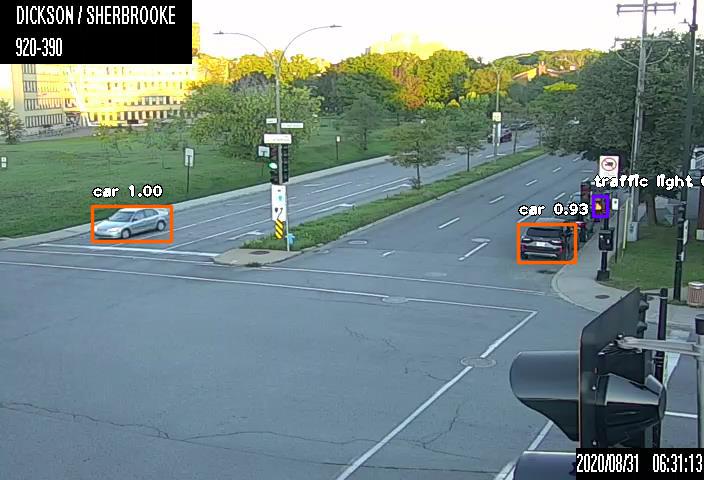 DICKSON / SHERBROOKE
920-390
car 1.00
traffic light
car 0.93
2020/08/31 06:31:13